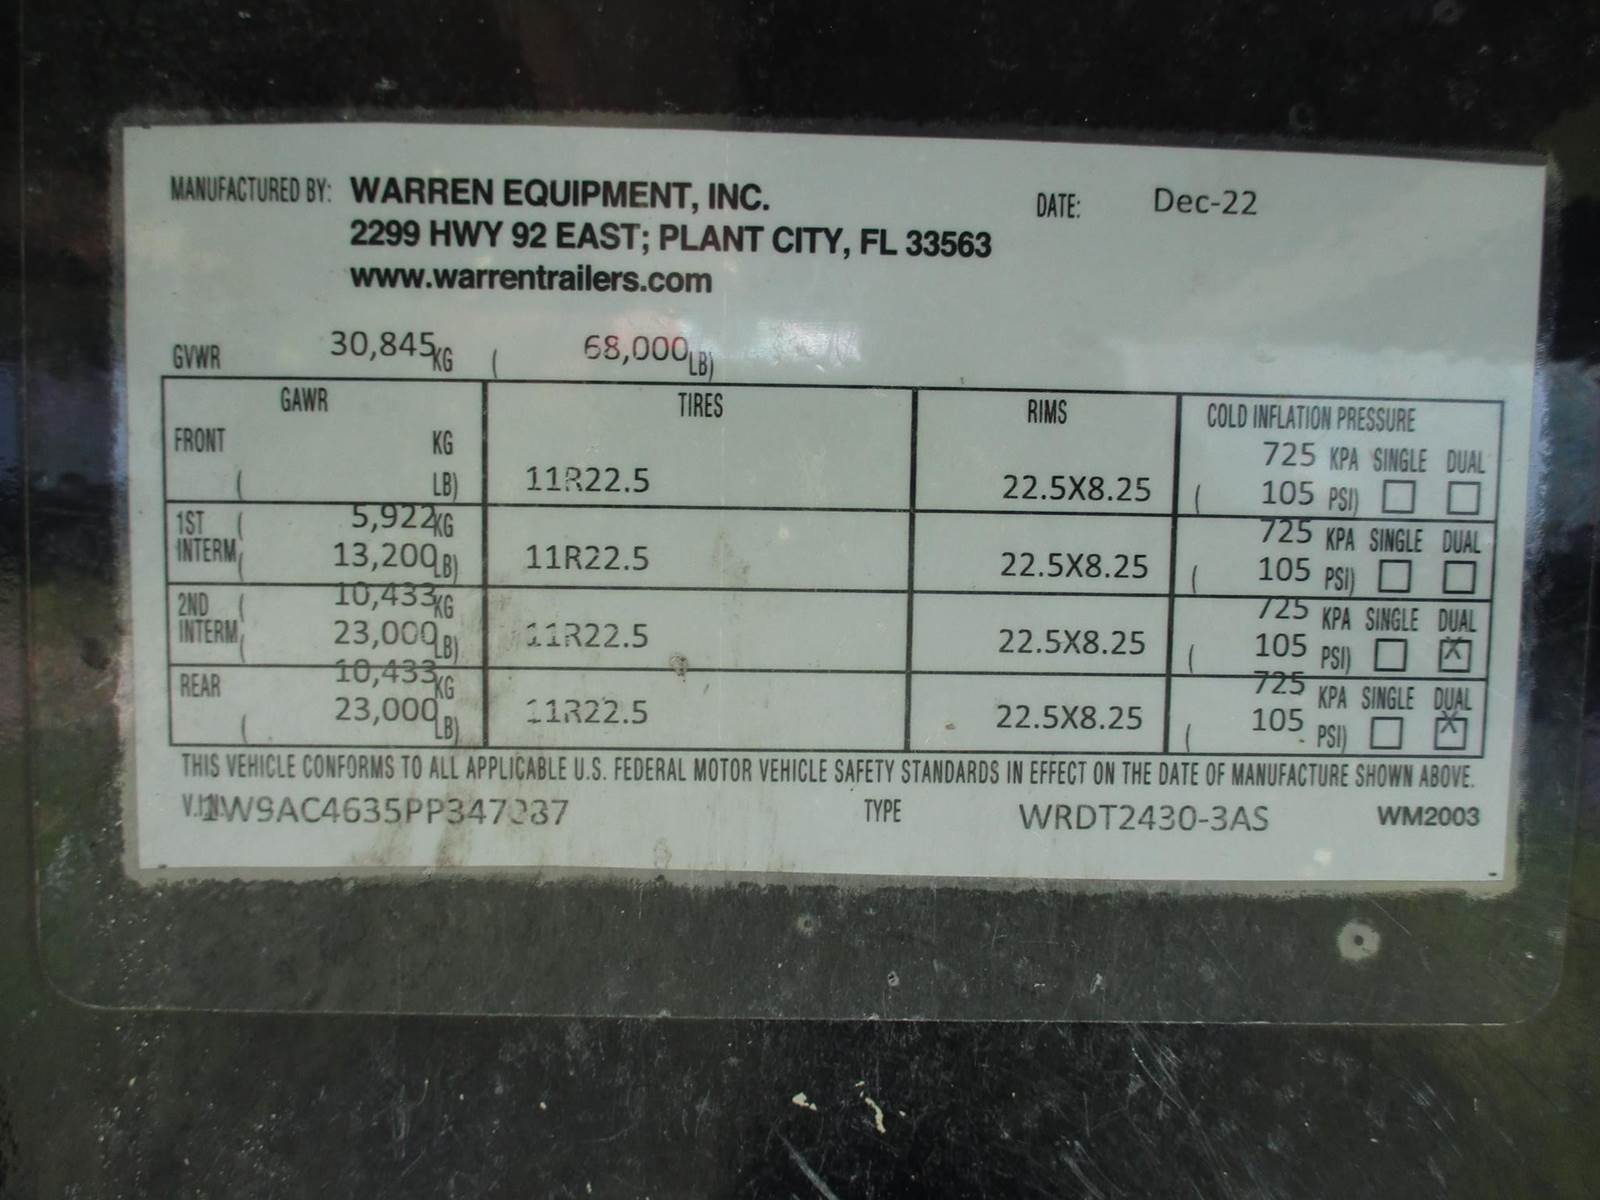 MANUFACTURED BY: WARREN EQUIPMENT, INC. DATE: Dec-22
2299 HWY 92 EAST; PLANT CITY, FL 33563
www.warrentrailers.com
GVWR 30,845 KG ( 68,000 LB)
GAWR TIRES RIMS COLD INFLATION PRESSURE
FRONT KG 725 KPA SINGLE DUAL
( LB) 11R22.5 22.5X8.25 ( 105 PSI)
1ST ( 5,922 KG 725 KPA SINGLE DUAL
INTERM ( 13,200 LB) 11R22.5 22.5X8.25 ( 105 PSI)
2ND ( 10,433 KG 725 KPA SINGLE DUAL
INTERM ( 23,000 LB) 11R22.5 22.5X8.25 ( 105 PSI) X
REAR 10,433 KG 725 KPA SINGLE DUAL
( 23,000 LB) 11R22.5 22.5X8.25 ( 105 PSI) X
THIS VEHICLE CONFORMS TO ALL APPLICABLE U.S. FEDERAL MOTOR VEHICLE SAFETY STANDARDS IN EFFECT ON THE DATE OF MANUFACTURE SHOWN ABOVE.
V.I.N. TYPE WRDT2430-3AS WM2003